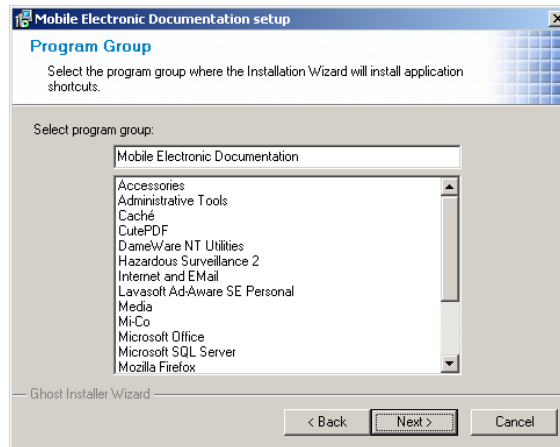 Mobile Electronic Documentation setup
Program Group
Select the program group where the Installation Wizard will install application
shortcuts.
Select program group:
Mobile Electronic Documentation
Accessories
Administrative Tools
Caché
CutePDF
DameWare NT Utilities
Hazardous Surveillance 2
Internet and EMail
Lavasoft Ad-Aware SE Personal
Media
Mi-Co
Microsoft Office
Microsoft SQL Server
Mozilla Firefox
Ghost Installer Wizard
< Back
Next >
Cancel